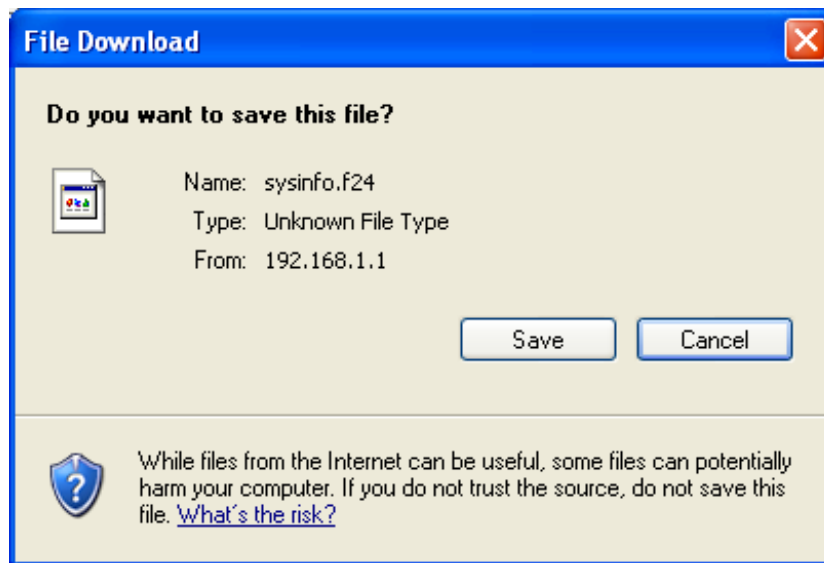 File Download
Do you want to save this file?
Name: sysinfo.f24
Type: Unknown File Type
From: 192.168.1.1
Save Cancel
While files from the Internet can be useful, some files can potentially
harm your computer. If you do not trust the source, do not save this
file. What's the risk?